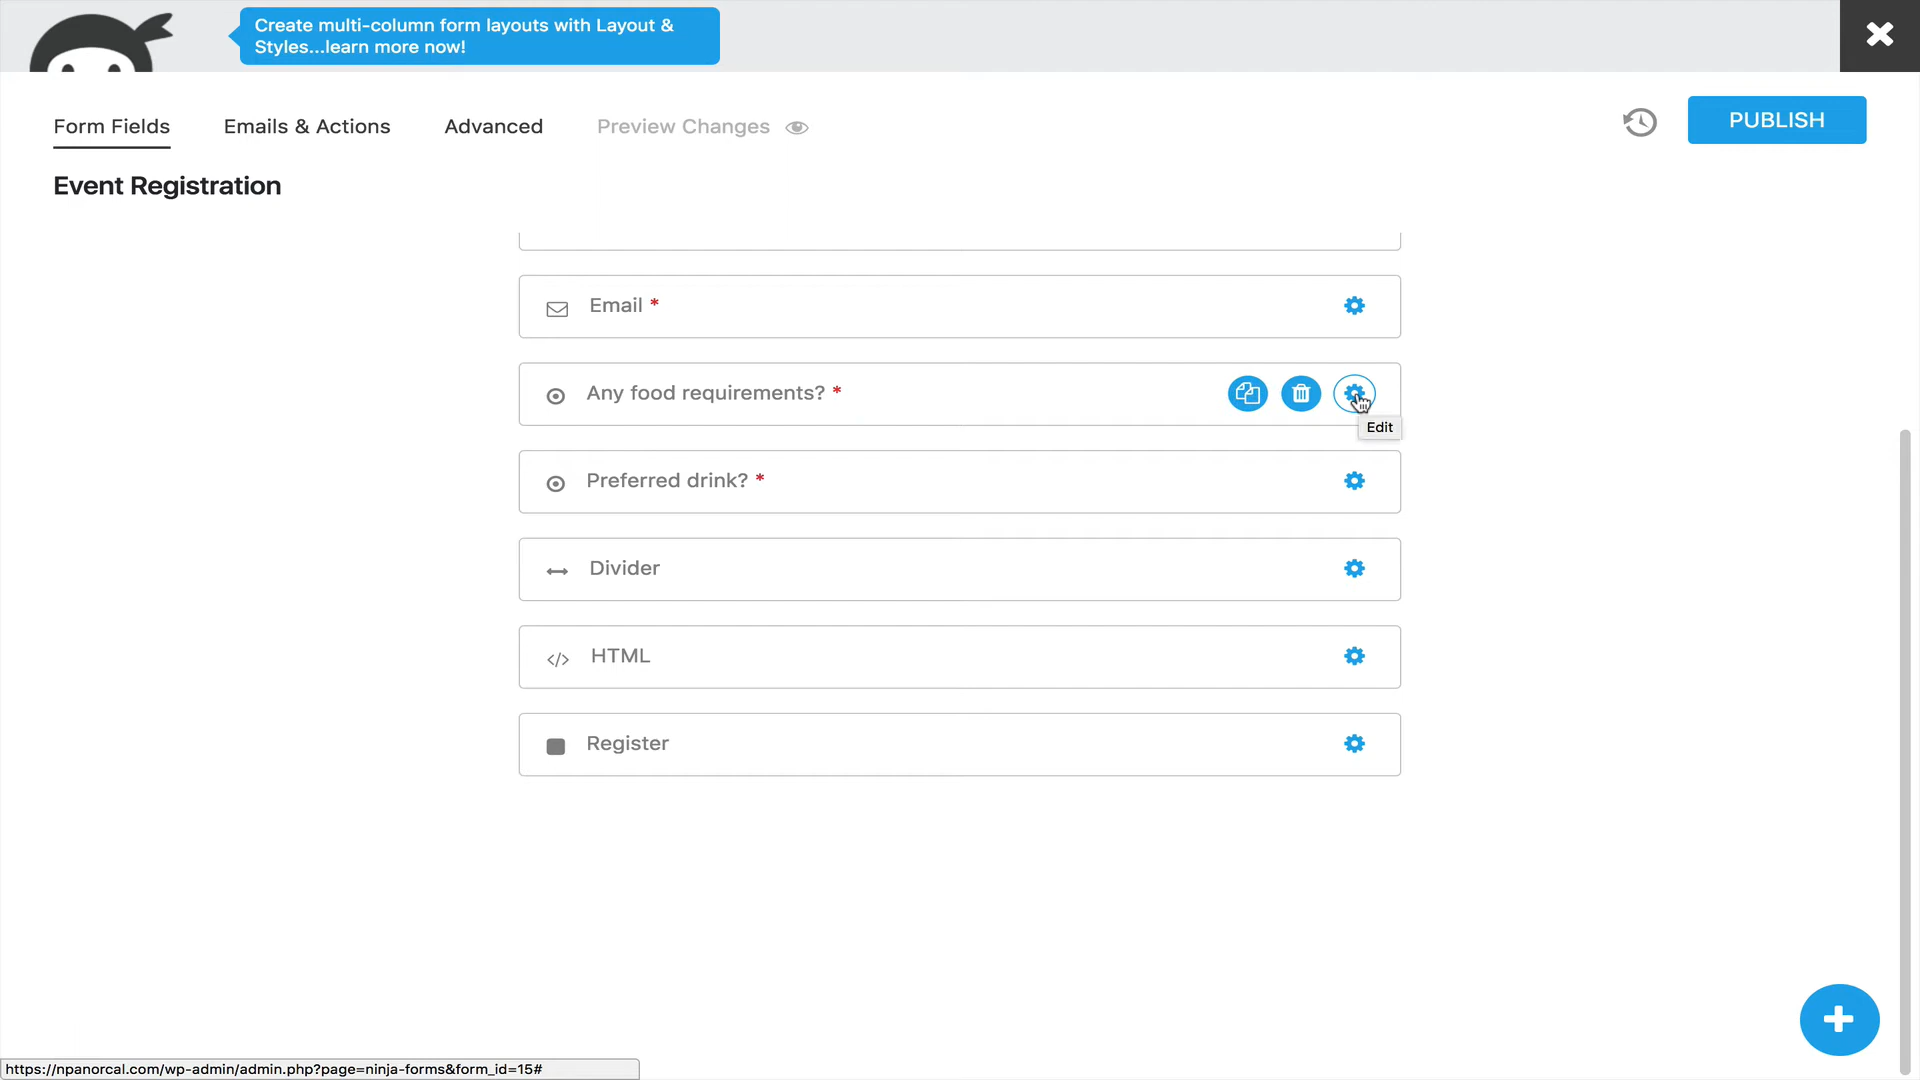 Create multi-column form layouts with Layout &
Styles...learn more now!
Form Fields
Emails & Actions
Advanced
Preview Changes
PUBLISH
Event Registration
Email *
Any food requirements? *
Edit
Preferred drink? *
Divider
</> HTML
Register
https://npanorcal.com/wp-admin/admin.php?page=ninja-forms&form_id=15#